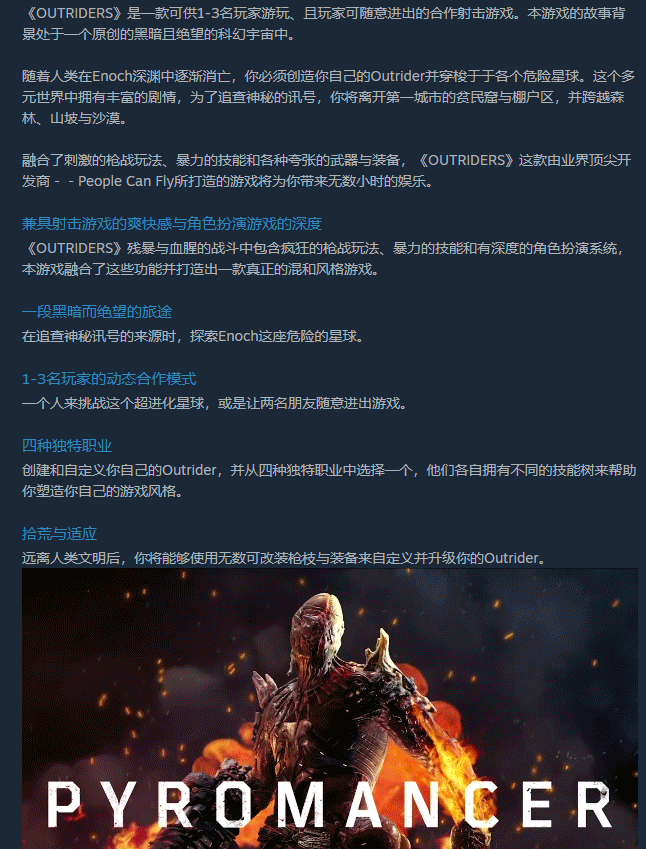 《OUTRIDERS》是一款可供1-3名玩家游玩、且玩家可随意进出的合作射击游戏。本游戏的故事背
景处于一个原创的黑暗且绝望的科幻宇宙中。
随着人类在Enoch深渊中逐渐消亡，你必须创造你自己的Outrider并穿梭于于各个危险星球。这个多
元世界中拥有丰富的剧情，为了追查神秘的讯号，你将离开第一城市的贫民窟与棚户区，并跨越森
林、山坡与沙漠。
融合了刺激的枪战玩法、暴力的技能和各种夸张的武器与装备，《OUTRIDERS》这款由业界顶尖开
发商 - - People Can Fly所打造的游戏将为你带来无数小时的娱乐。
兼具射击游戏的爽快感与角色扮演游戏的深度
《OUTRIDERS》残暴与血腥的战斗中包含疯狂的枪战玩法、暴力的技能和有深度的角色扮演系统，
本游戏融合了这些功能并打造出一款真正的混和风格游戏。
一段黑暗而绝望的旅途
在追查神秘讯号的来源时，探索Enoch这座危险的星球。
1-3名玩家的动态合作模式
一个人来挑战这个超进化星球，或是让两名朋友随意进出游戏。
四种独特职业
创建和自定义你自己的Outrider，并从四种独特职业中选择一个，他们各自拥有不同的技能树来帮助
你塑造你自己的游戏风格。
拾荒与适应
远离人类文明后，你将能够使用无数可改装枪枝与装备来自定义并升级你的Outrider。
PYROMANCER